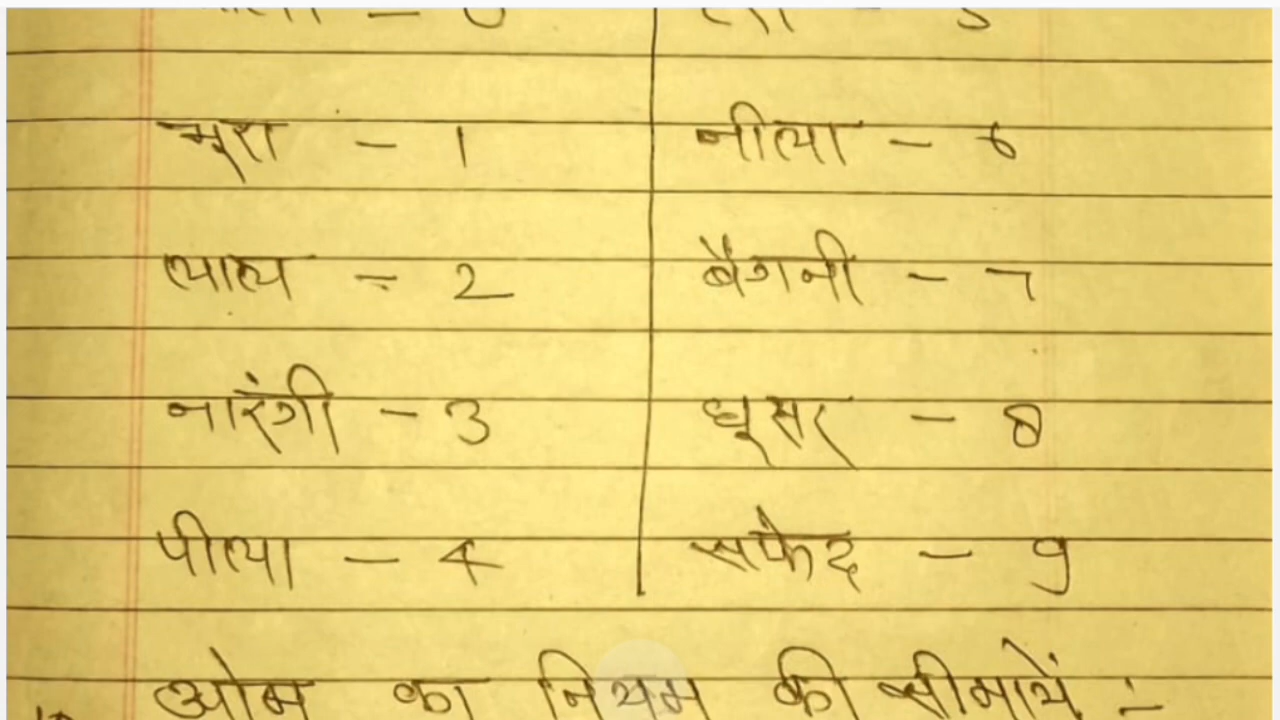 भूरा - 1 नीला - 6
लाल = 2 बैंगनी - 7
नारंगी - 3 धूसर - 8
पीला - 4 सफेद - 9
ओम का नियम की सीमायें :-